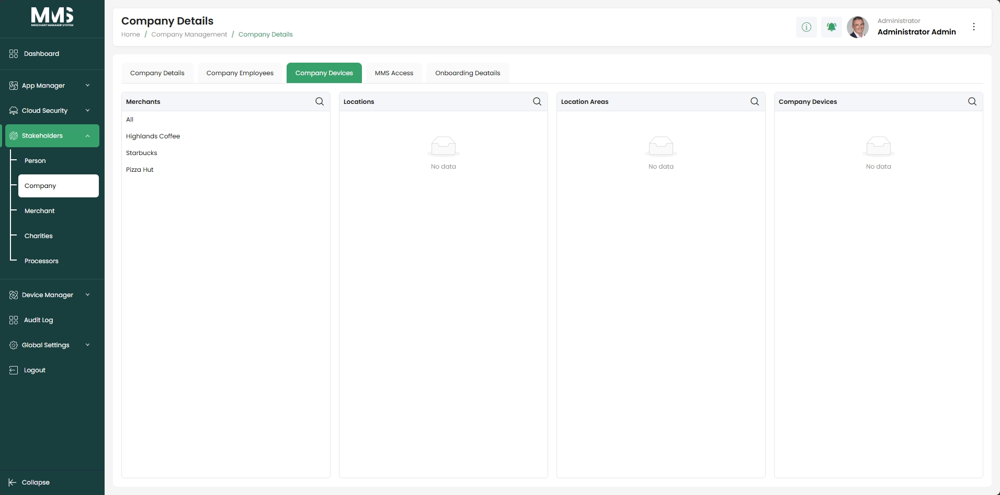 MMS
MERCHANT MANAGER SYSTEM
Dashboard
App Manager
Cloud Security
Stakeholders
Person
Company
Merchant
Charities
Processors
Device Manager
Audit Log
Global Settings
Logout
Collapse
Company Details
Home / Company Management / Company Details
Administrator
Administrator Admin
Company Details
Company Employees
Company Devices
MMS Access
Onboarding Deatails
Merchants
All
Highlands Coffee
Starbucks
Pizza Hut
Locations
No data
Location Areas
No data
Company Devices
No data